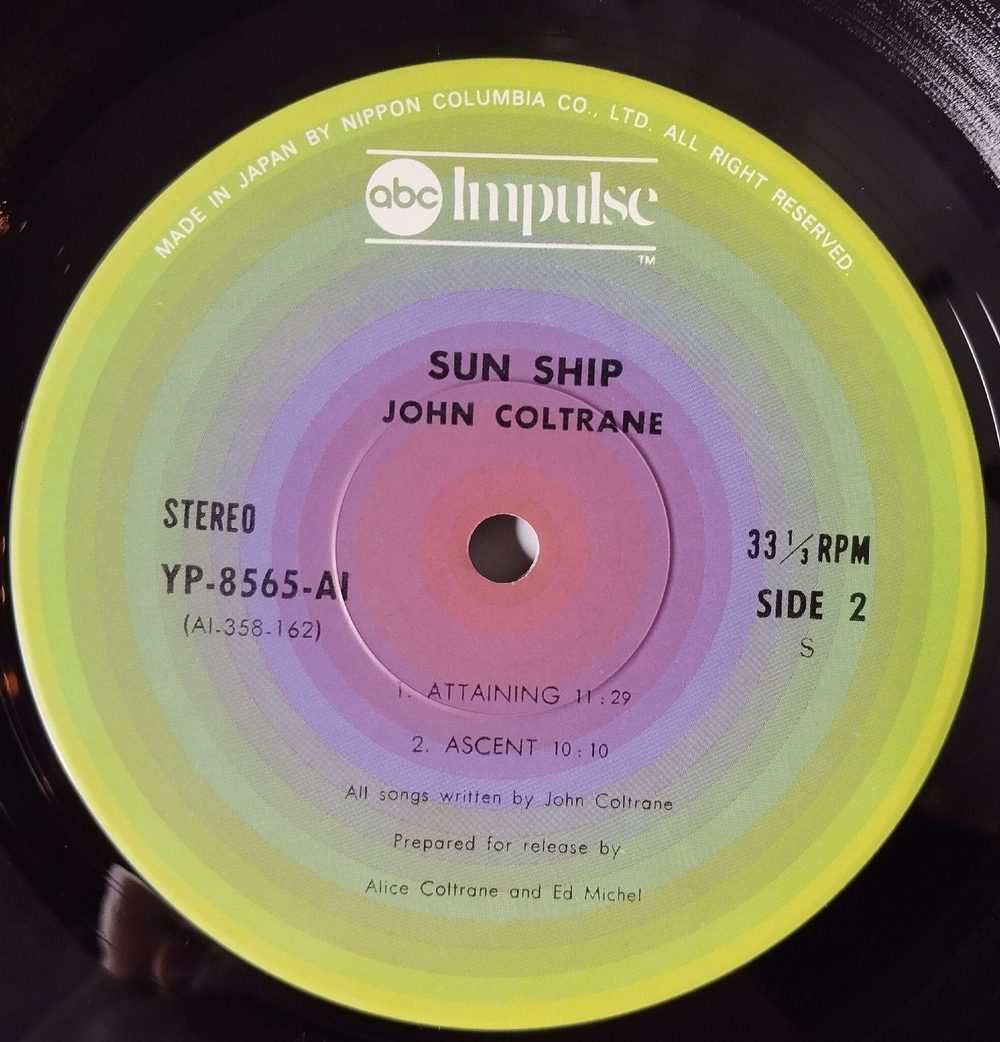 MADE IN JAPAN BY NIPPON COLUMBIA CO., LTD. ALL RIGHT RESERVED.
abc Impulse
TM
SUN SHIP
JOHN COLTRANE
STEREO
33 1/3 RPM
YP-8565-AI
SIDE 2
(AI-358-162)
S
1. ATTAINING 11:29
2. ASCENT 10:10
All songs written by John Coltrane
Prepared for release by
Alice Coltrane and Ed Michel